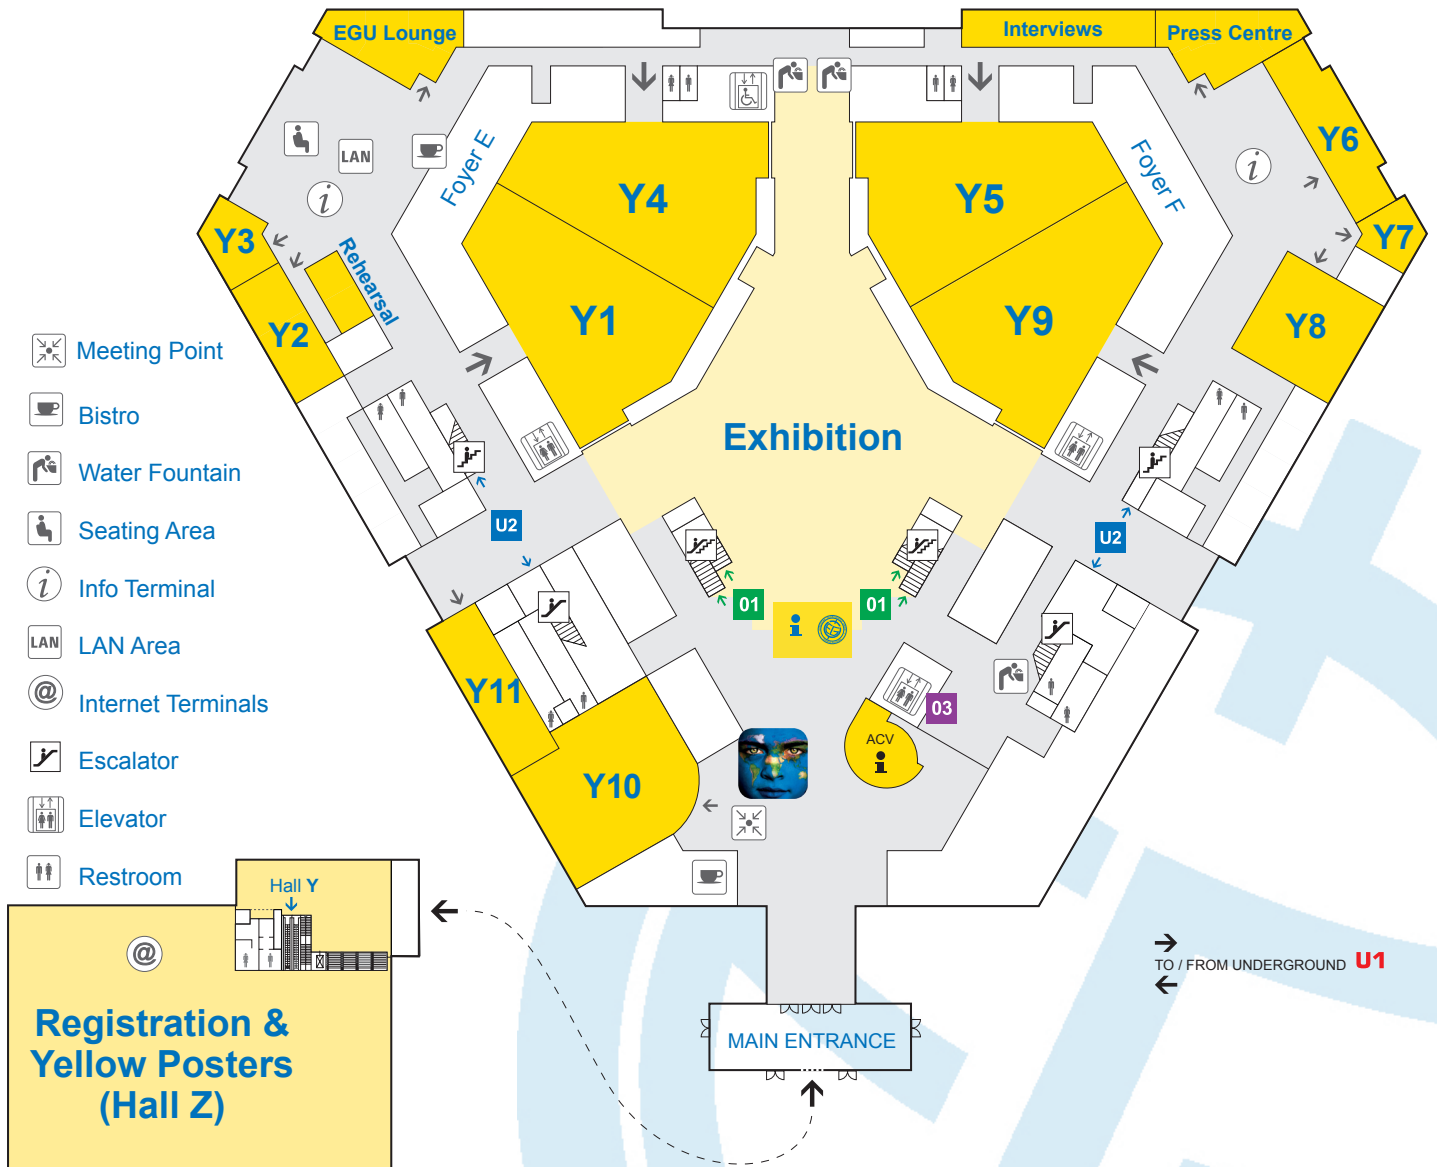 EGU Lounge
Interviews
Press Centre
Y6
LAN
Foyer E
Foyer F
Y4
Y5
i
i
Y3
Y7
Rehearsal
Y2
Y1
Y9
Y8
Meeting Point
Bistro
Water Fountain
Seating Area
i
Info Terminal
LAN
LAN Area
@
Internet Terminals
Escalator
Elevator
Restroom
Exhibition
U2
U2
01
01
i
Y11
03
ACV
i
Y10
Hall Y
@
Registration &
Yellow Posters
(Hall Z)
MAIN ENTRANCE
TO / FROM UNDERGROUND U1